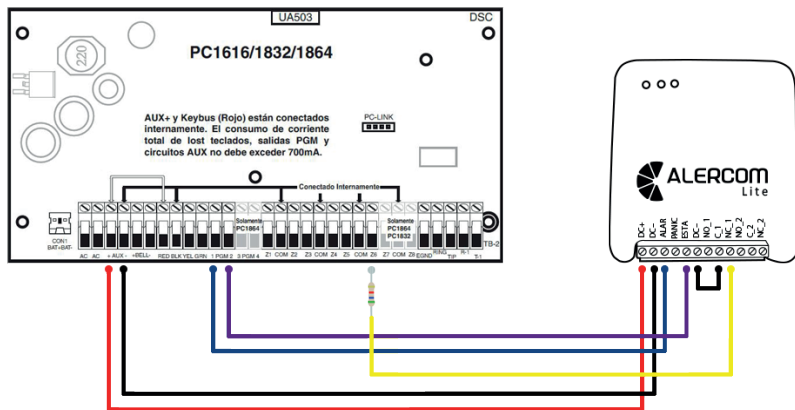 UA503
DSC
PC1616/1832/1864
220
AUX+ y Keybus (Rojo) están conectados
internamente. El consumo de corriente
total de lost teclados, salidas PGM y
circuitos AUX no debe exceder 700mA.
PC-LINK
Conectado Internamente
Solamente
PC1864
Solamente
PC1864
PC1832
CON1
BAT+BAT-
TB-2
AC AC + AUX - +BELL- RED BLK YEL GRN 1 PGM 2 3 PGM 4 Z1 COM Z2 Z3 COM Z4 Z5 COM Z6 Z7 COM Z8 EGND RING TIP R-1 T-1
ALERCOM
Lite
DC+
DC-
ALAR
PANIC
ESTA
DC-
NO_1
C_1
NC_1
NO_2
C_2
NC_2